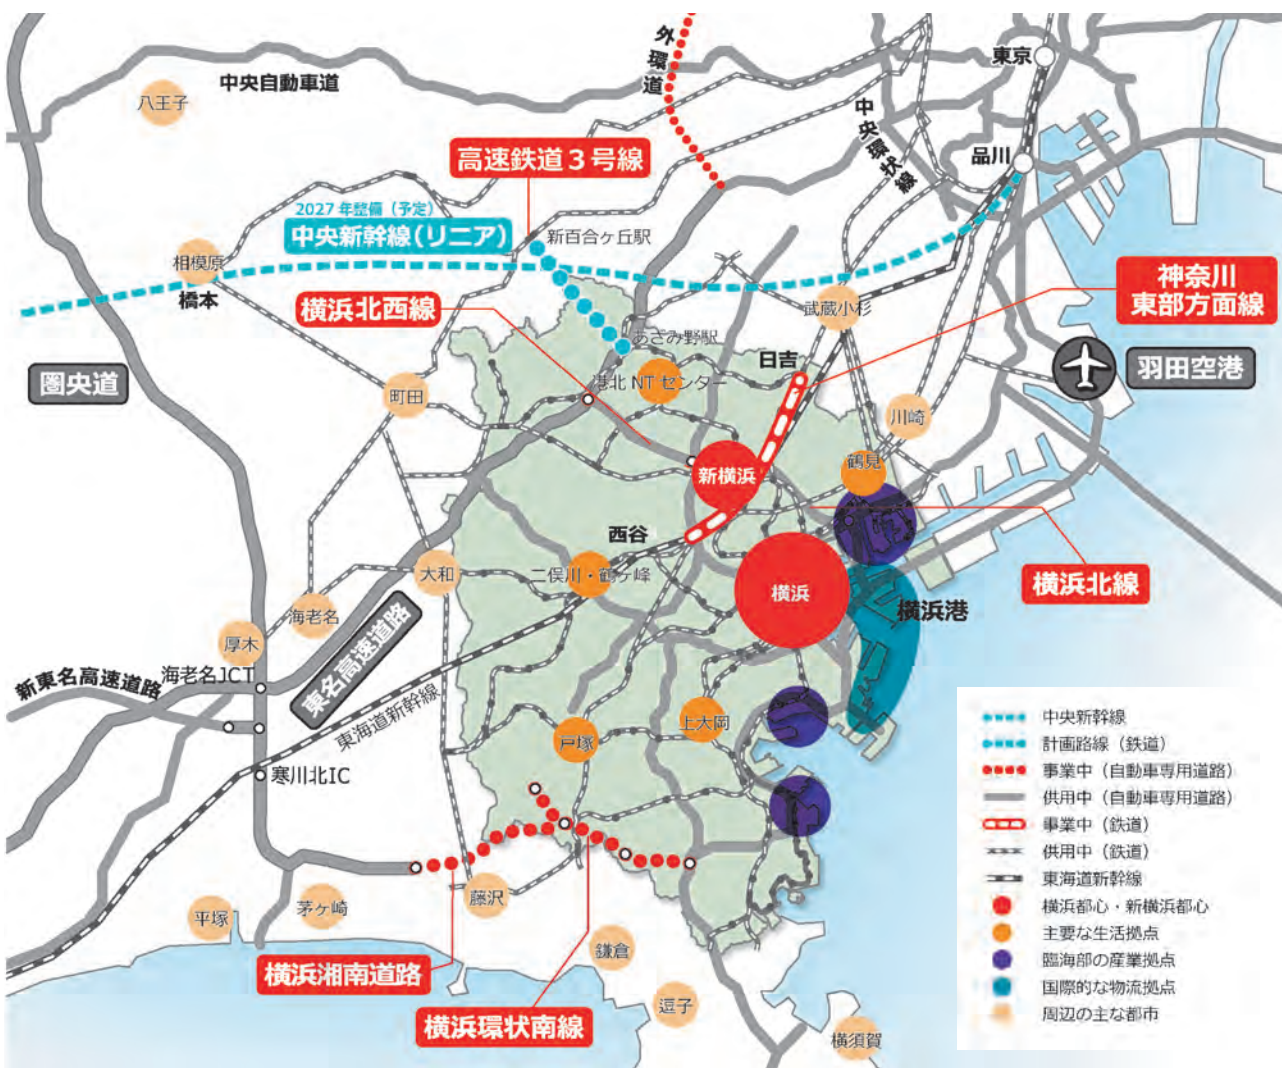 東京
外環道
中央自動車道
八王子
中央環状線
高速鉄道3号線
品川
2027年整備（予定）
中央新幹線（リニア）
新百合ヶ丘駅
相模原
橋本
神奈川
東部方面線
横浜北西線
武蔵小杉
あざみ野駅
日吉
羽田空港
圏央道
港北NTセンター
町田
川崎
鶴見
新横浜
西谷
大和
二俣川・鶴ヶ峰
横浜
横浜北線
横浜港
海老名
厚木
東名高速道路
海老名JCT
新東名高速道路
東海道新幹線
上大岡
戸塚
寒川北IC
藤沢
茅ヶ崎
平塚
鎌倉
横浜湘南道路
逗子
横浜環状南線
横須賀
中央新幹線
計画路線（鉄道）
事業中（自動車専用道路）
供用中（自動車専用道路）
事業中（鉄道）
供用中（鉄道）
東海道新幹線
横浜都心・新横浜都心
主要な生活拠点
臨海部の産業拠点
国際的な物流拠点
周辺の主な都市